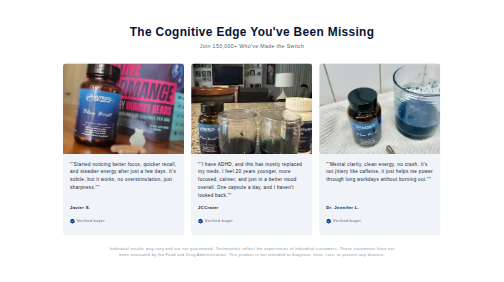 The Cognitive Edge You've Been Missing
Join 150,000+ Who've Made the Switch
""Started noticing better focus, quicker recall,
and steadier energy after just a few days. It's
subtle, but it works, no overstimulation, just
sharpness.""
Javier S.
Verified buyer
""I have ADHD, and this has mostly replaced
my meds. I feel 20 years younger, more
focused, calmer, and just in a better mood
overall. One capsule a day, and I haven't
looked back.""
JCCrator
Verified buyer
""Mental clarity, clean energy, no crash. It's
not jittery like caffeine, it just helps me power
through long workdays without burning out.""
Dr. Jennifer L.
Verified buyer
Individual results may vary and are not guaranteed. Testimonials reflect the experiences of individual customers. These statements have not
been evaluated by the Food and Drug Administration. This product is not intended to diagnose, treat, cure, or prevent any disease.